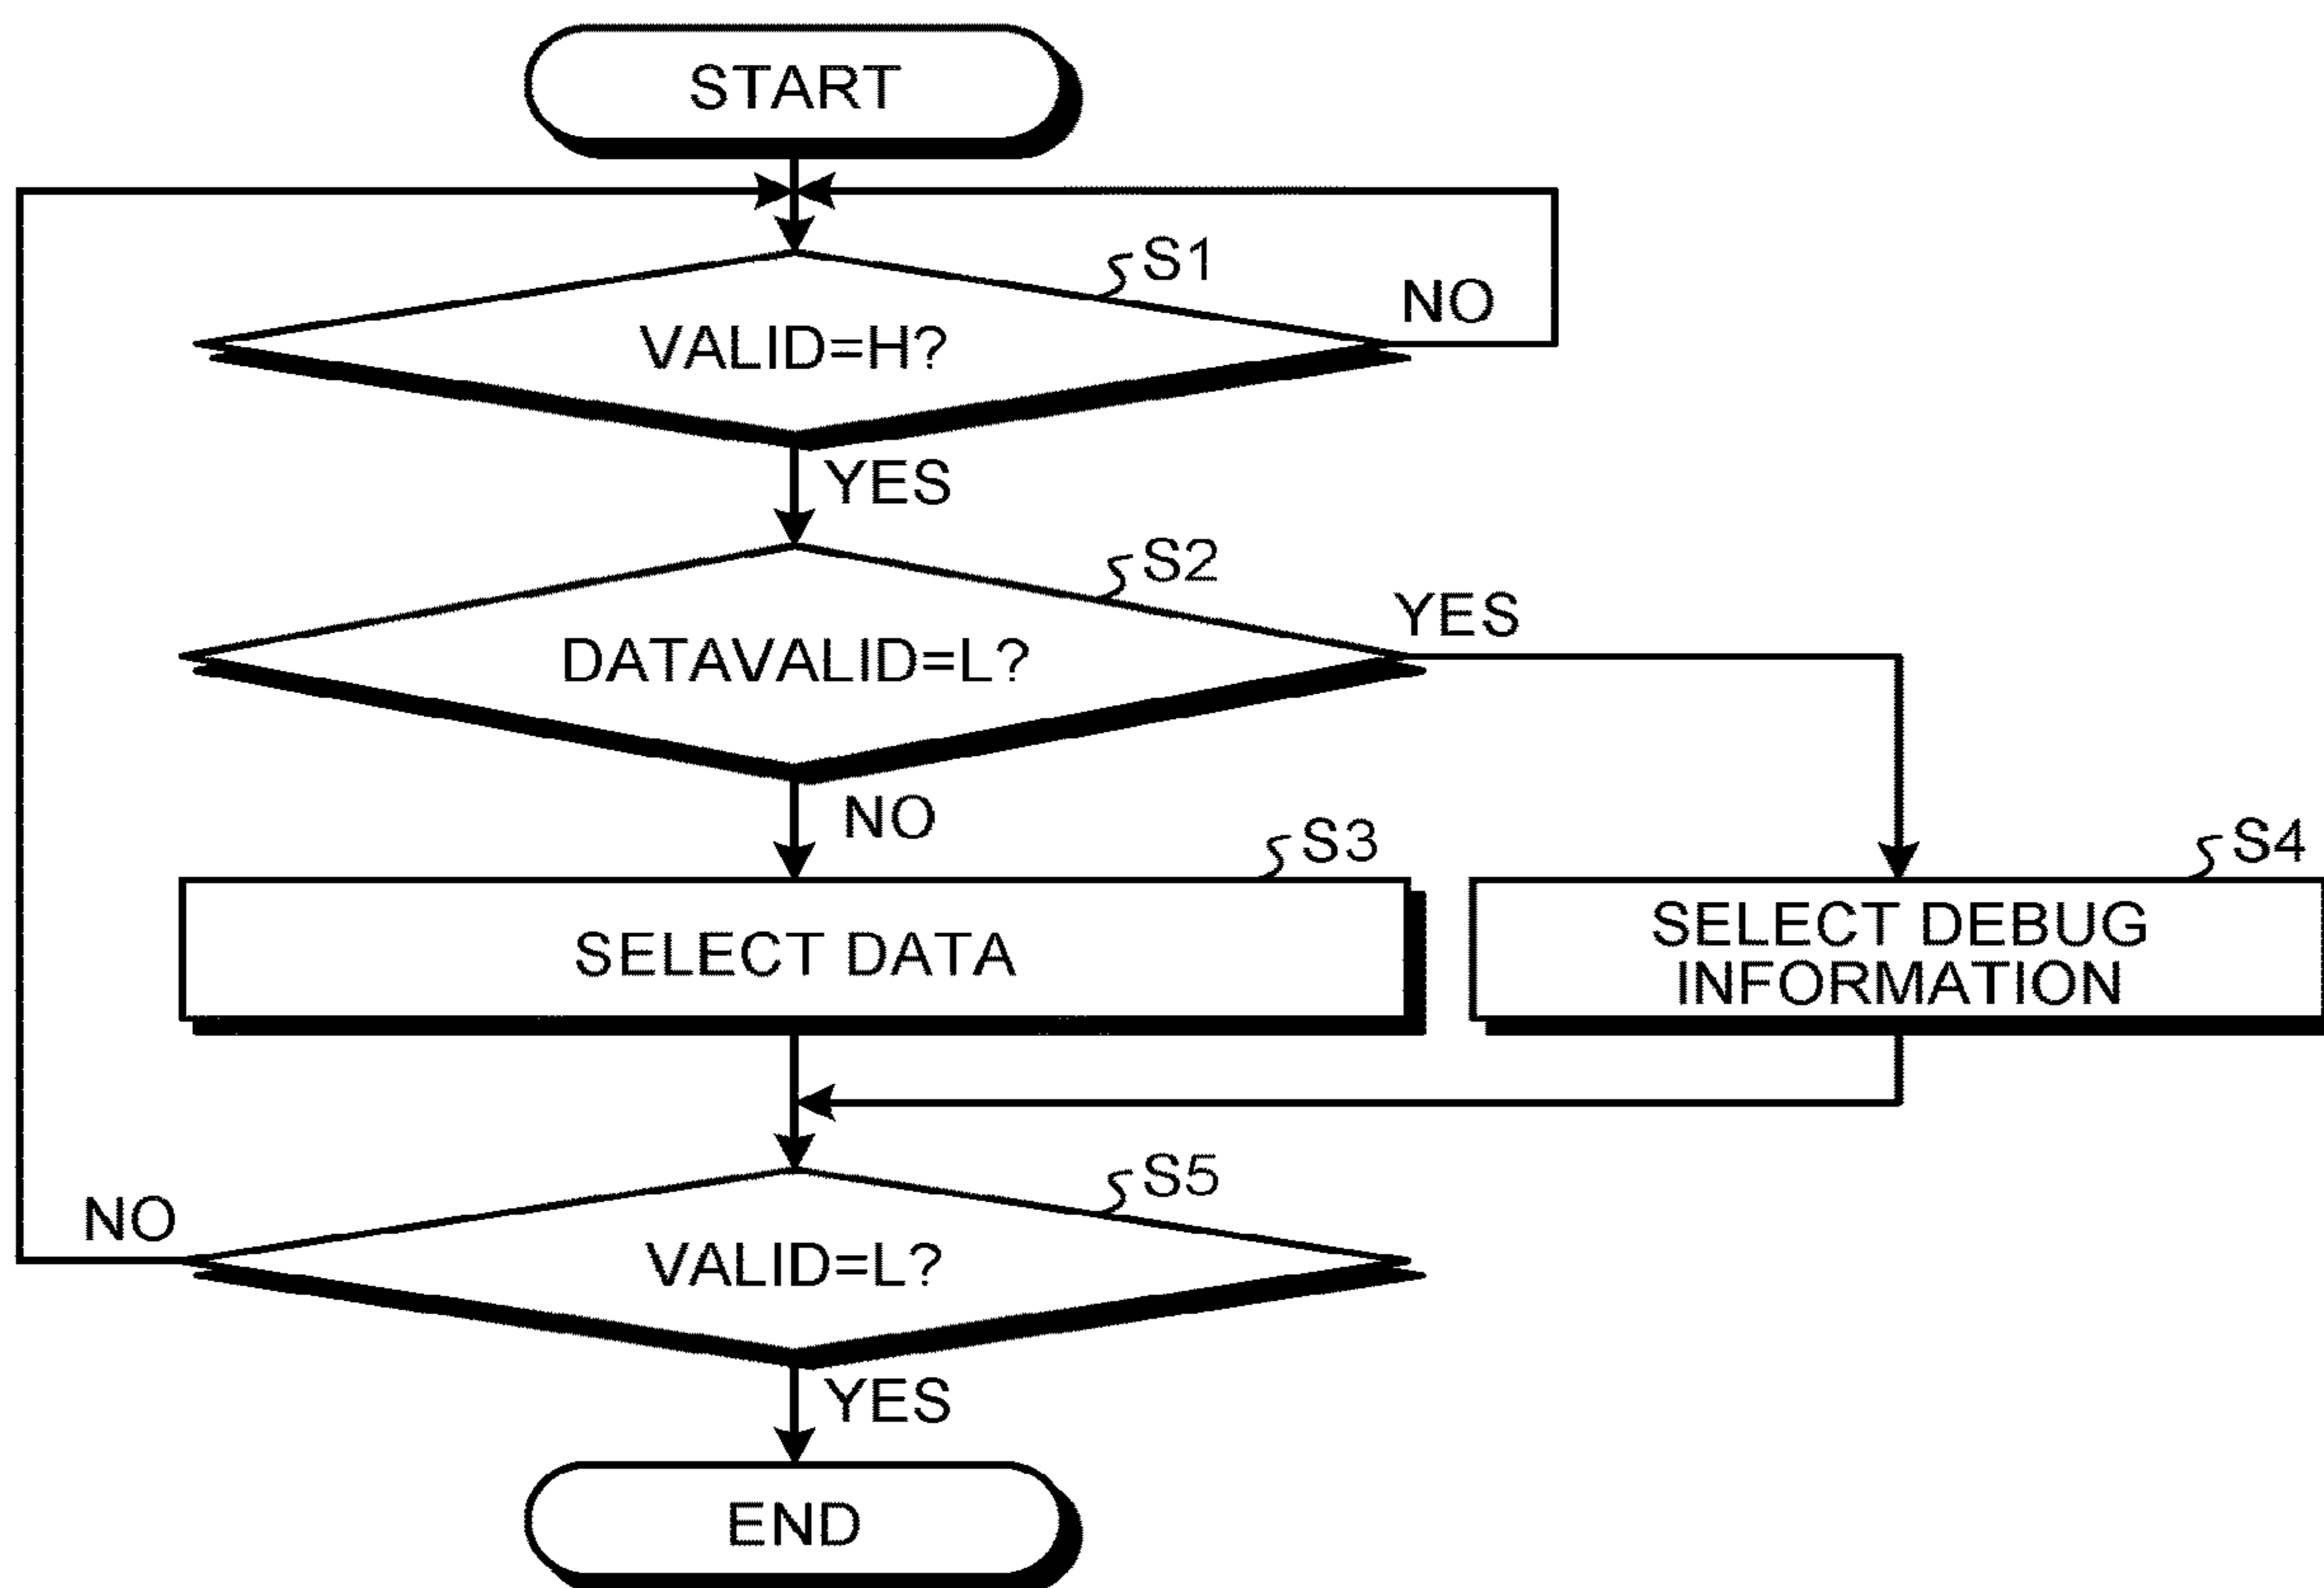 START
S1
VALID=H?
NO
YES
S2
DATAVALID=L?
YES
NO
S3
SELECT DATA
S4
SELECT DEBUG
INFORMATION
S5
VALID=L?
NO
YES
END